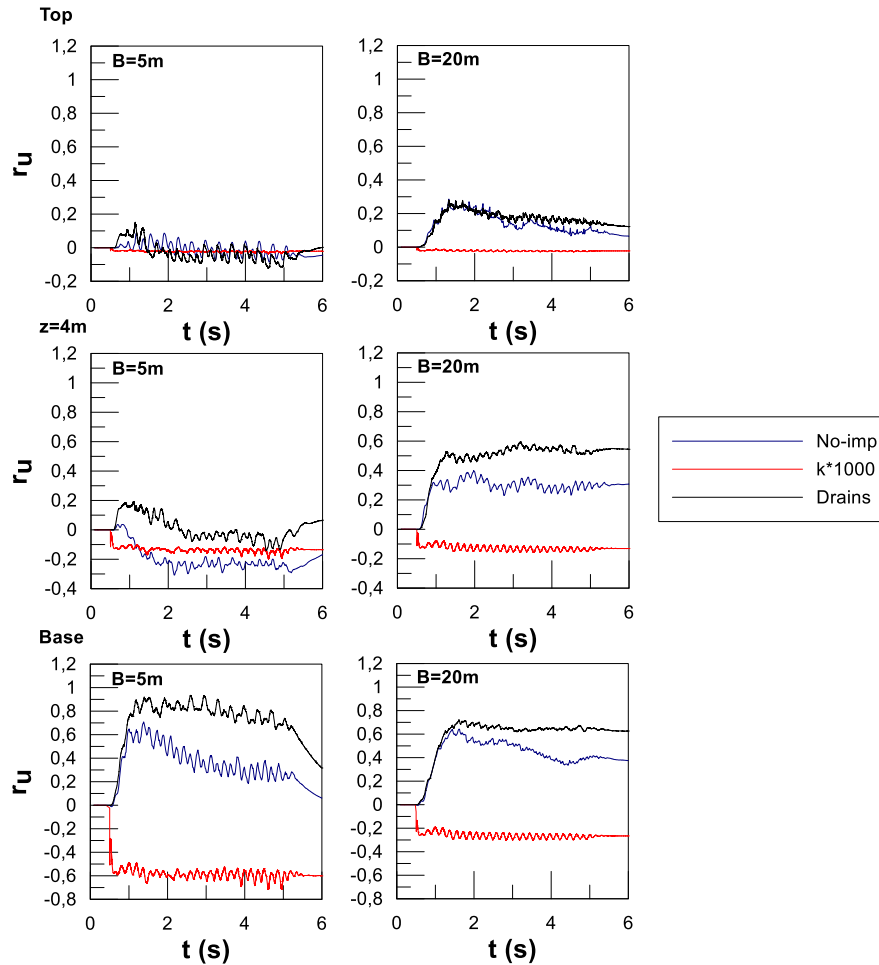 Top
B=5m
1,2
1
0,8
0,6
0,4
0,2
0
-0,2
ru
0 2 4 6
t (s)
B=20m
1,2
1
0,8
0,6
0,4
0,2
0
-0,2
ru
0 2 4 6
t (s)
z=4m
B=5m
1,2
1
0,8
0,6
0,4
0,2
0
-0,2
-0,4
ru
0 2 4 6
t (s)
B=20m
1,2
1
0,8
0,6
0,4
0,2
0
-0,2
-0,4
ru
0 2 4 6
t (s)
No-imp
k*1000
Drains
Base
B=5m
1,2
1
0,8
0,6
0,4
0,2
0
-0,2
-0,4
-0,6
-0,8
ru
0 2 4 6
t (s)
B=20m
1,2
1
0,8
0,6
0,4
0,2
0
-0,2
-0,4
-0,6
-0,8
ru
0 2 4 6
t (s)